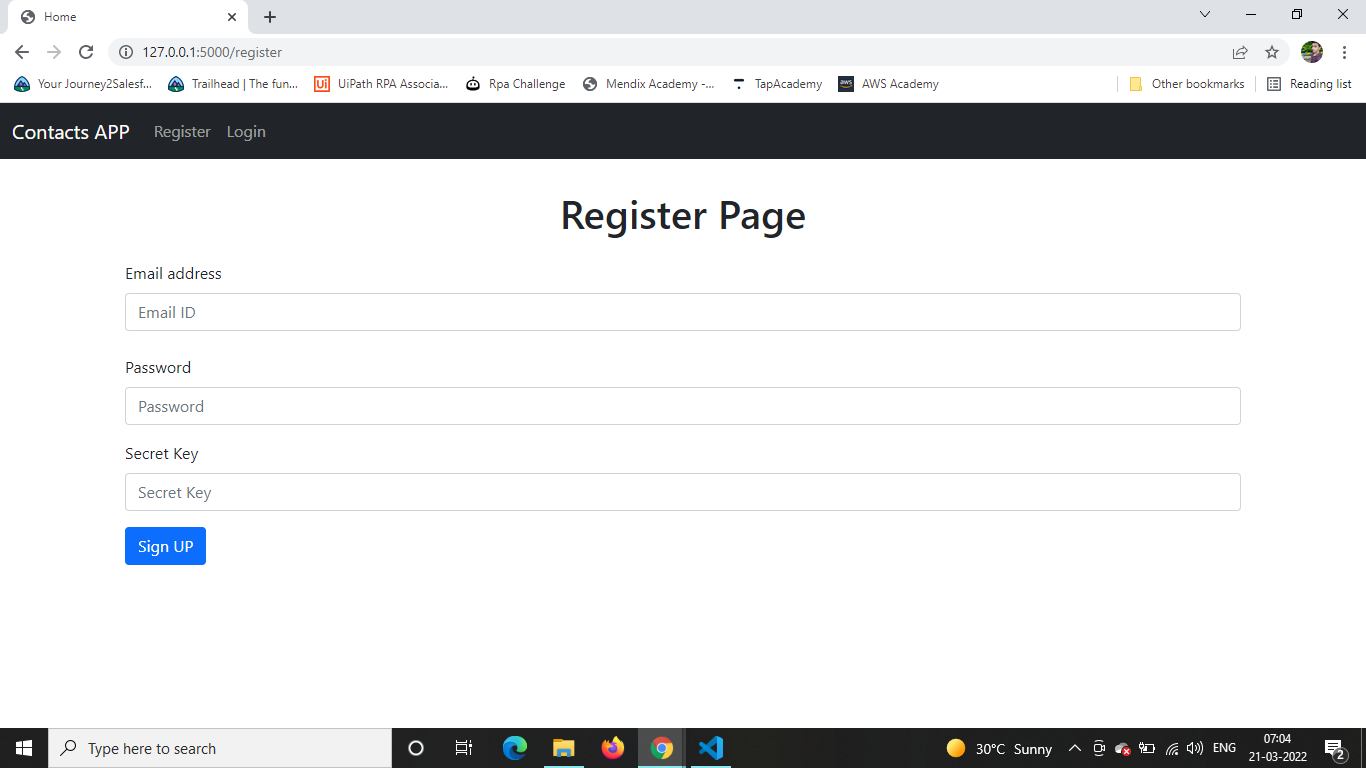 Home
127.0.0.1:5000/register
Your Journey2Salesf... Trailhead | The fun... Ui UiPath RPA Associa... Rpa Challenge Mendix Academy -... TapAcademy aws AWS Academy Other bookmarks Reading list
Contacts APP Register Login
Register Page
Email address
Email ID
Password
Password
Secret Key
Secret Key
Sign UP
Type here to search 30°C Sunny ENG 07:04
21-03-2022 2